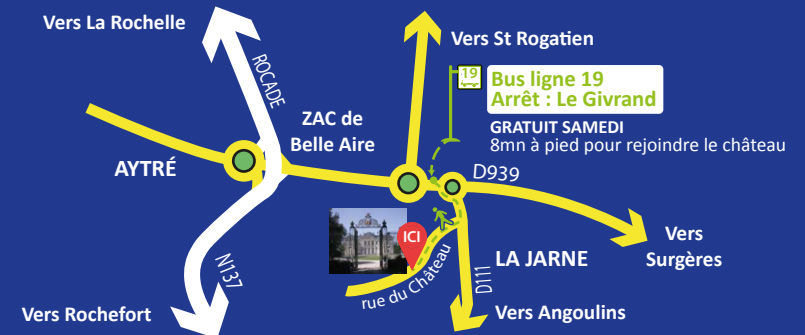 Vers La Rochelle
ROCADE
Vers St Rogatien
19
Bus ligne 19
Arrêt : Le Givrand
GRATUIT SAMEDI
8mn à pied pour rejoindre le château
ZAC de
Belle Aire
AYTRÉ
D939
ICI
Vers
Surgères
LA JARNE
rue du Château
D111
N137
Vers Rochefort
Vers Angoulins